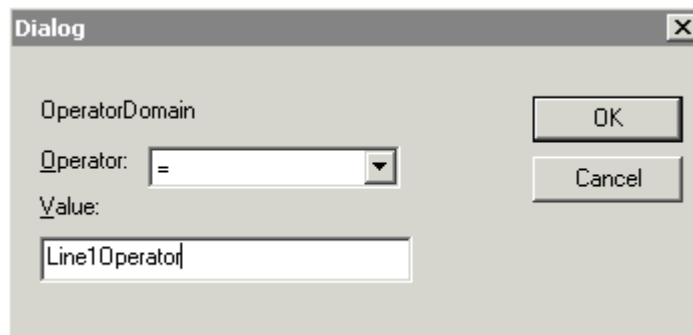 Dialog
OperatorDomain
OK
Operator: =
Cancel
Value:
Line1Operator